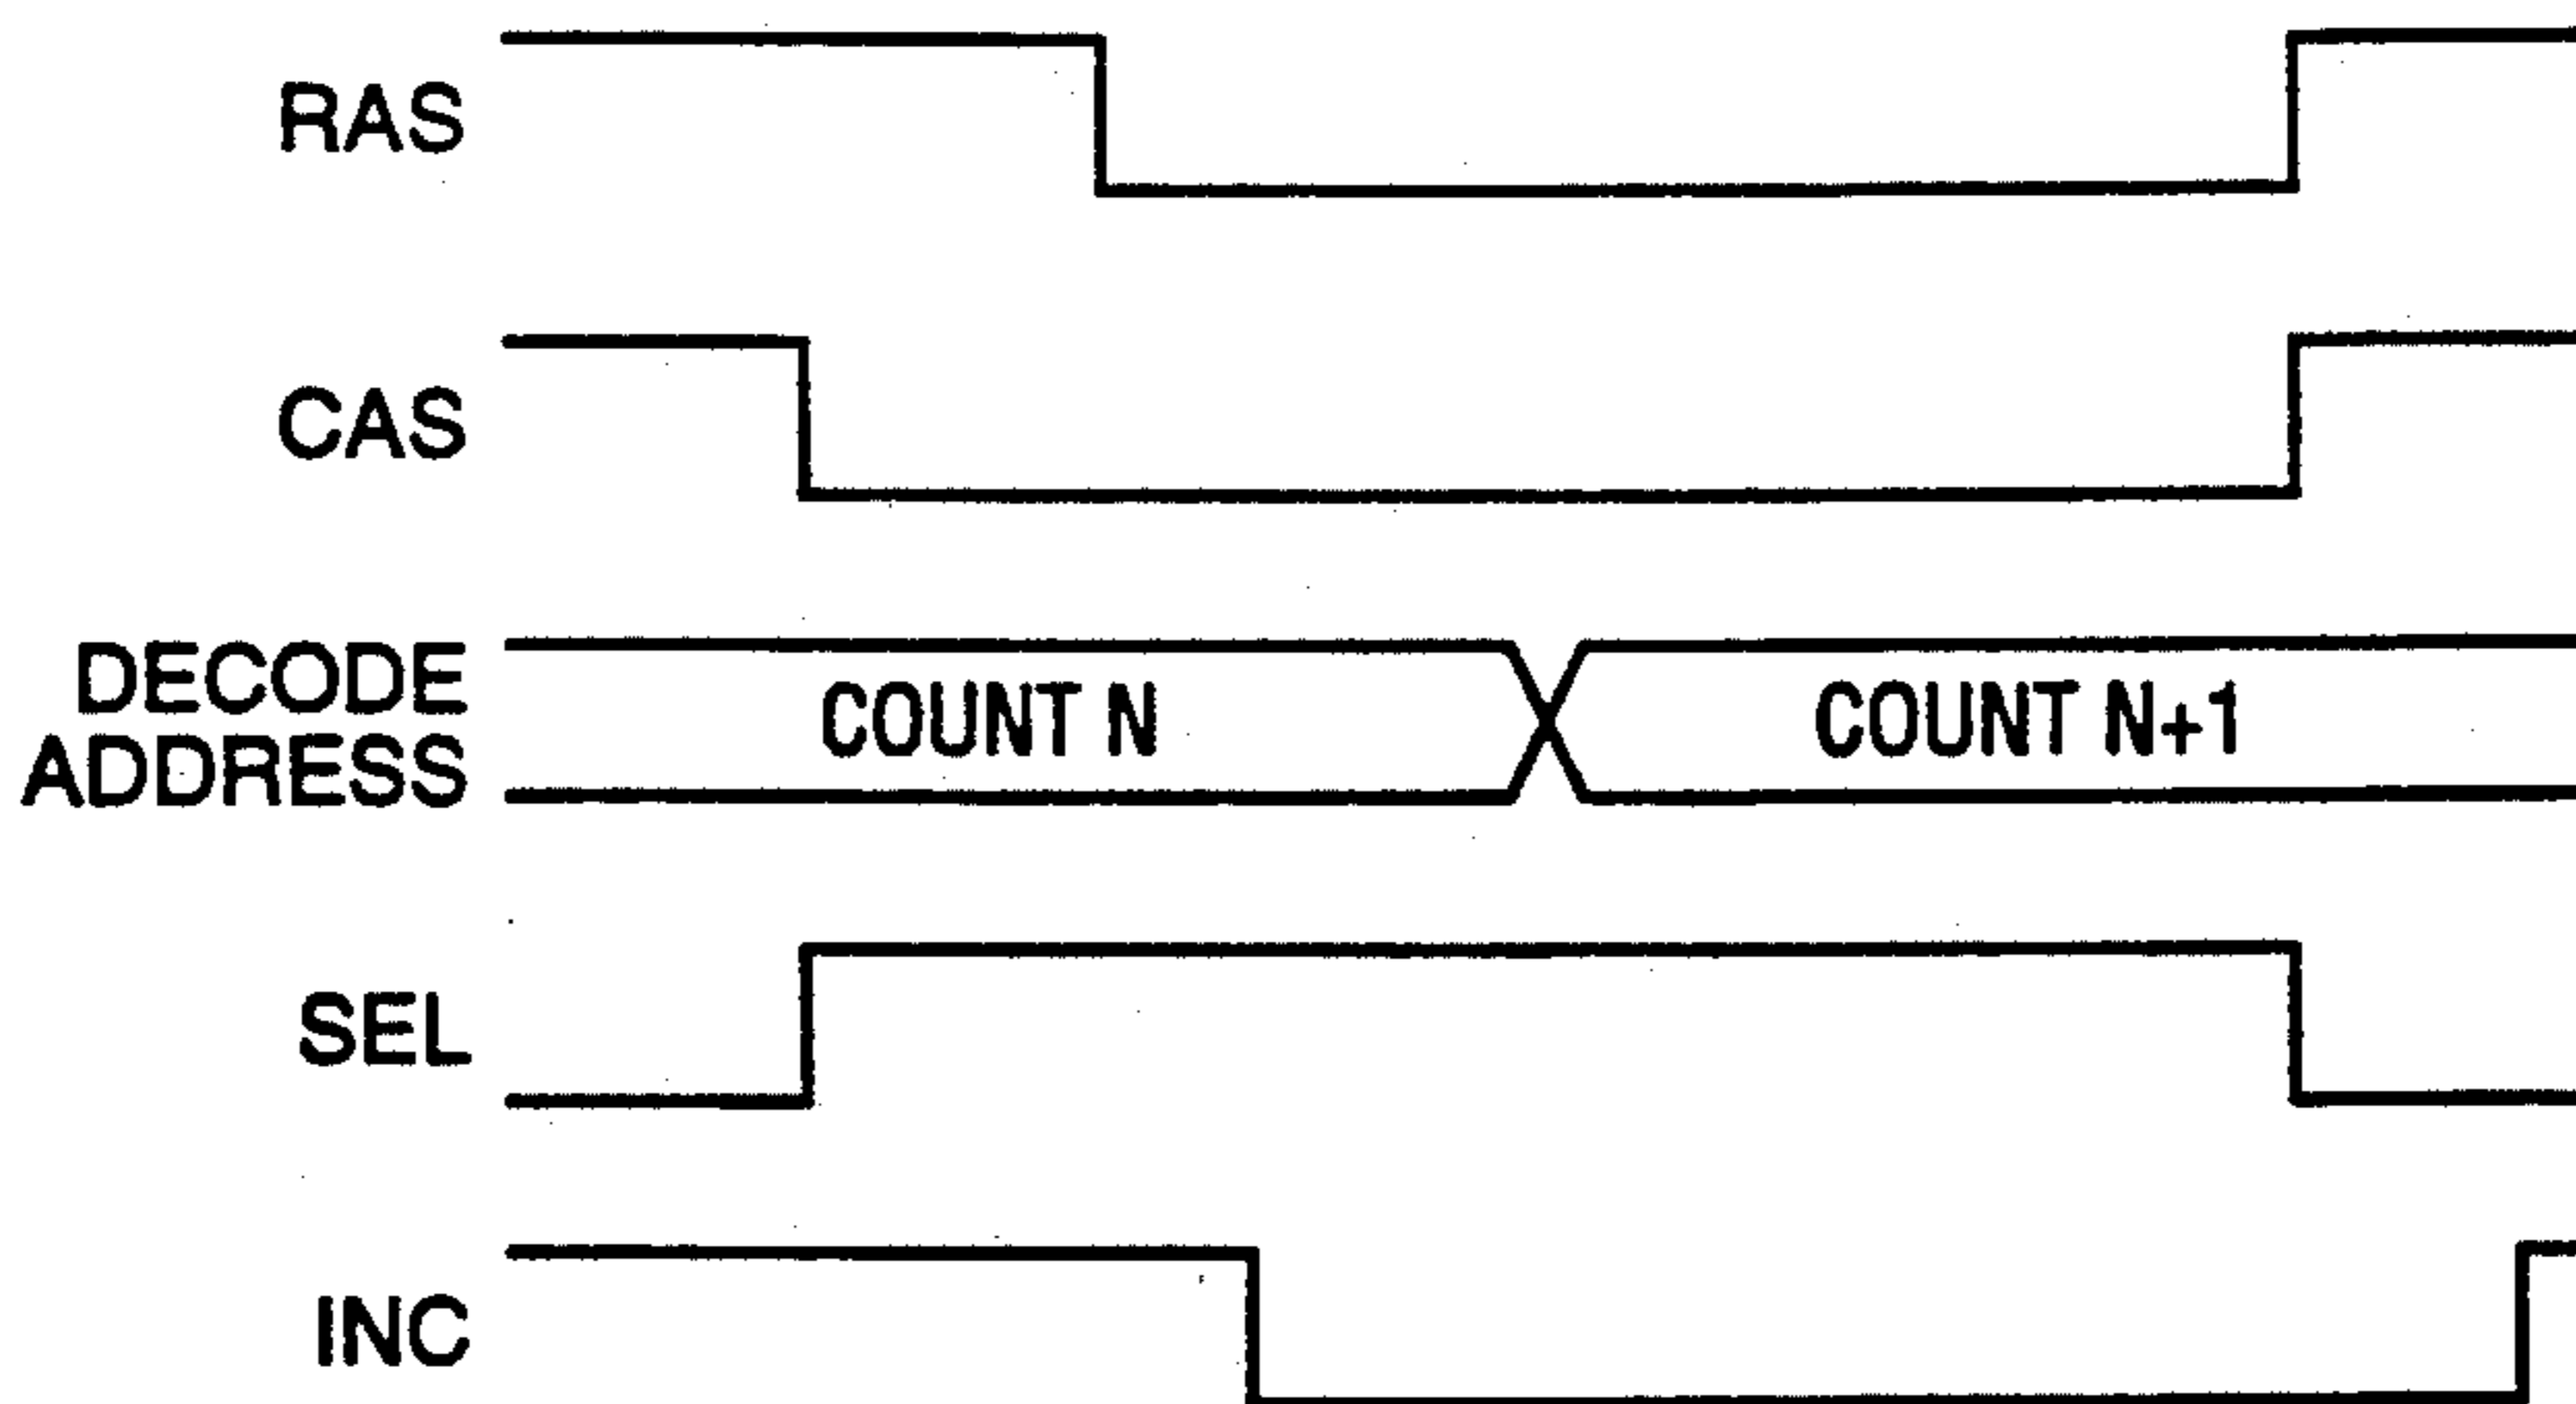 RAS
CAS
DECODE
ADDRESS
COUNT N
COUNT N+1
SEL
INC